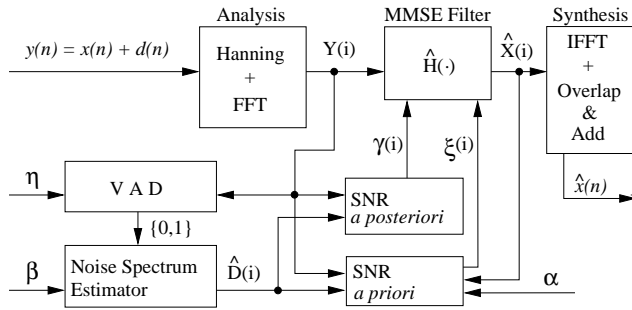 Analysis
MMSE Filter
Synthesis
y(n) = x(n) + d(n)
Hanning
+
FFT
Y(i)
Ĥ(·)
X̂(i)
IFFT
+
Overlap
&
Add
γ(i)
ξ(i)
x̂(n)
η
V A D
SNR
a posteriori
{0,1}
β
Noise Spectrum
Estimator
D̂(i)
SNR
a priori
α